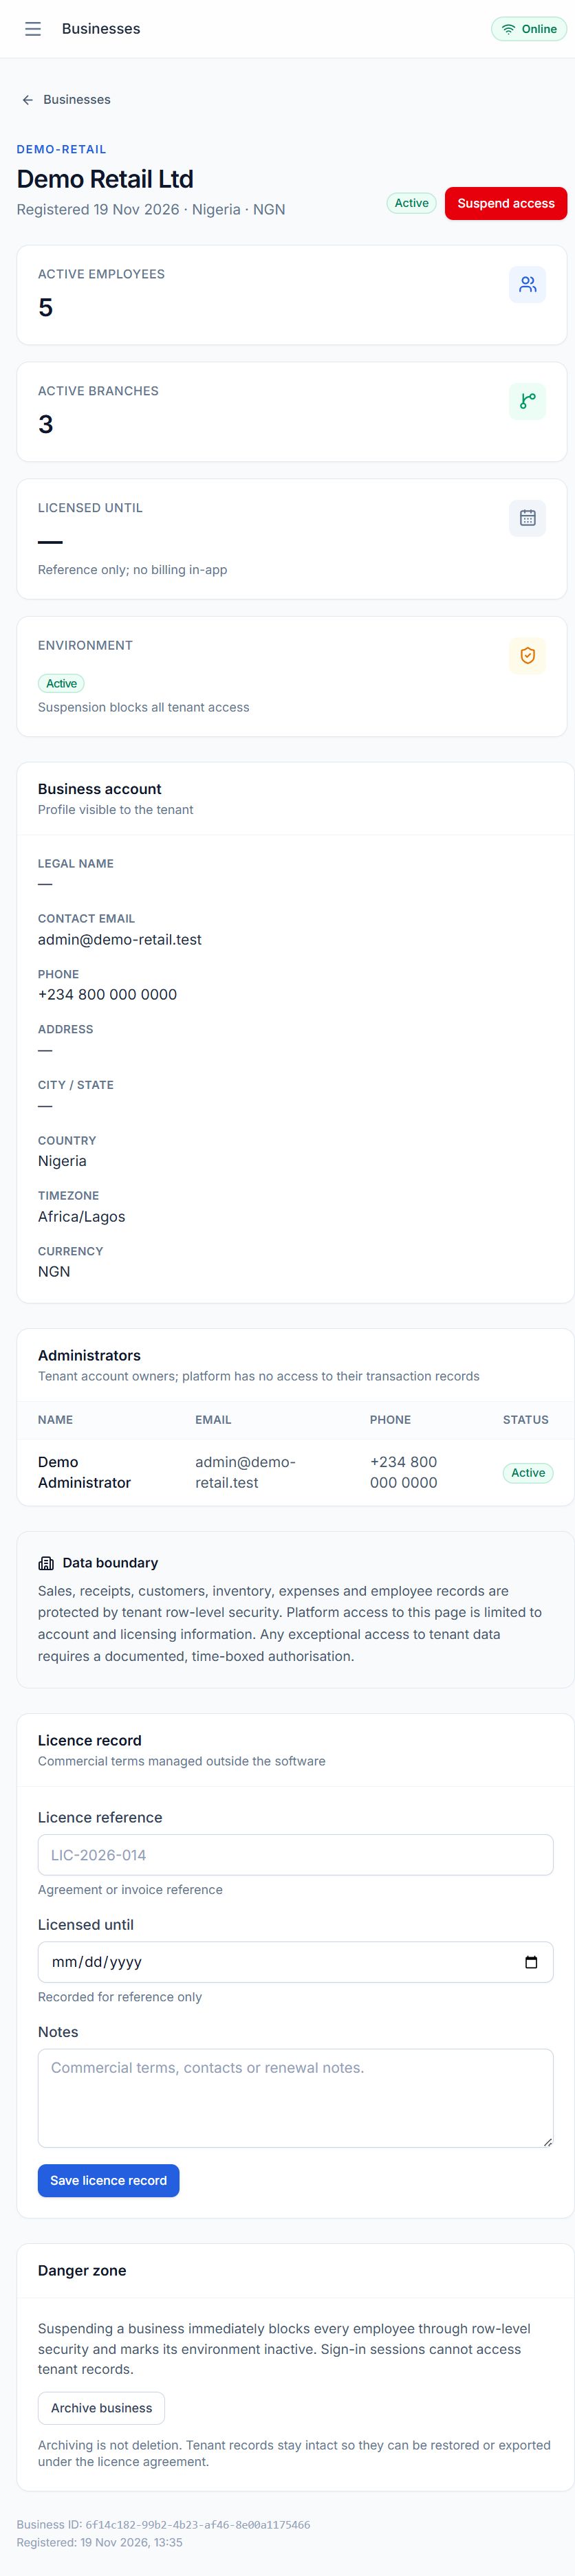 Businesses
Online
Businesses
DEMO-RETAIL
Demo Retail Ltd
Registered 19 Nov 2026 · Nigeria · NGN
Active
Suspend access
ACTIVE EMPLOYEES
5
ACTIVE BRANCHES
3
LICENSED UNTIL
—
Reference only; no billing in-app
ENVIRONMENT
Active
Suspension blocks all tenant access
Business account
Profile visible to the tenant
LEGAL NAME
—
CONTACT EMAIL
admin@demo-retail.test
PHONE
+234 800 000 0000
ADDRESS
—
CITY / STATE
—
COUNTRY
Nigeria
TIMEZONE
Africa/Lagos
CURRENCY
NGN
Administrators
Tenant account owners; platform has no access to their transaction records
NAME EMAIL PHONE STATUS
Demo admin@demo- +234 800 Active
Administrator retail.test 000 0000
Data boundary
Sales, receipts, customers, inventory, expenses and employee records are
protected by tenant row-level security. Platform access to this page is limited to
account and licensing information. Any exceptional access to tenant data
requires a documented, time-boxed authorisation.
Licence record
Commercial terms managed outside the software
Licence reference
LIC-2026-014
Agreement or invoice reference
Licensed until
mm/dd/yyyy
Recorded for reference only
Notes
Commercial terms, contacts or renewal notes.
Save licence record
Danger zone
Suspending a business immediately blocks every employee through row-level
security and marks its environment inactive. Sign-in sessions cannot access
tenant records.
Archive business
Archiving is not deletion. Tenant records stay intact so they can be restored or exported
under the licence agreement.
Business ID: 6f14c182-99b2-4b23-af46-8e00a1175466
Registered: 19 Nov 2026, 13:35